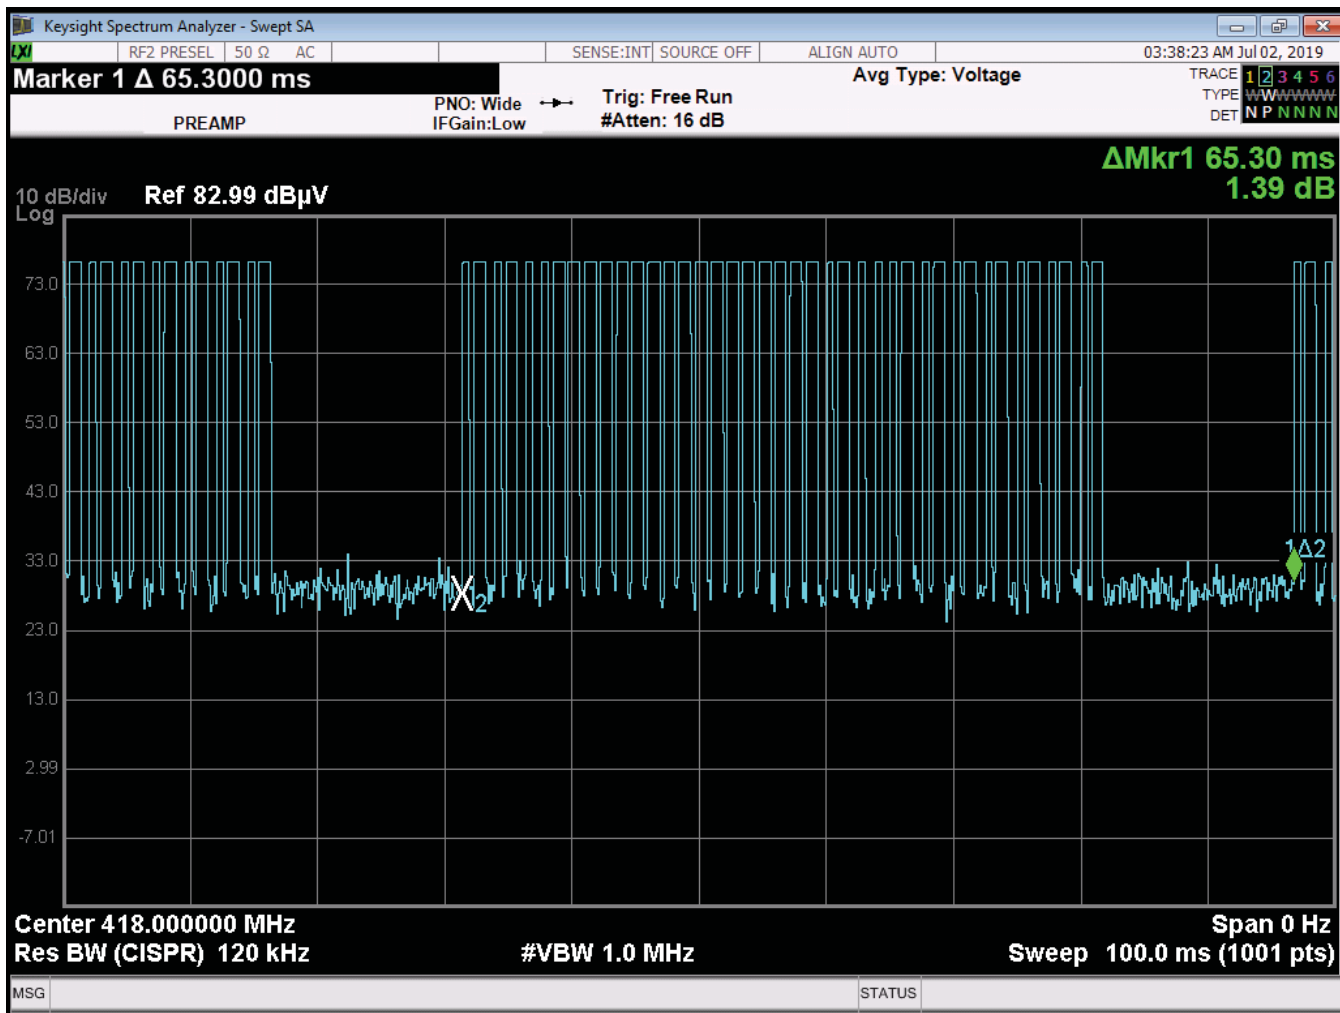 Keysight Spectrum Analyzer - Swept SA
LXI RF2 PRESEL 50 Ω AC SENSE:INT SOURCE OFF ALIGN AUTO 03:38:23 AM Jul 02, 2019
Marker 1 Δ 65.3000 ms
PREAMP
PNO: Wide
IFGain:Low
Trig: Free Run
#Atten: 16 dB
Avg Type: Voltage
TRACE 1 2 3 4 5 6
TYPE W W W W W W
DET N P N N N N
ΔMkr1 65.30 ms
1.39 dB
10 dB/div Ref 82.99 dBµV
Log
73.0
63.0
53.0
43.0
33.0
1Δ2
X2
23.0
13.0
2.99
-7.01
Center 418.000000 MHz Span 0 Hz
Res BW (CISPR) 120 kHz #VBW 1.0 MHz Sweep 100.0 ms (1001 pts)
MSG STATUS